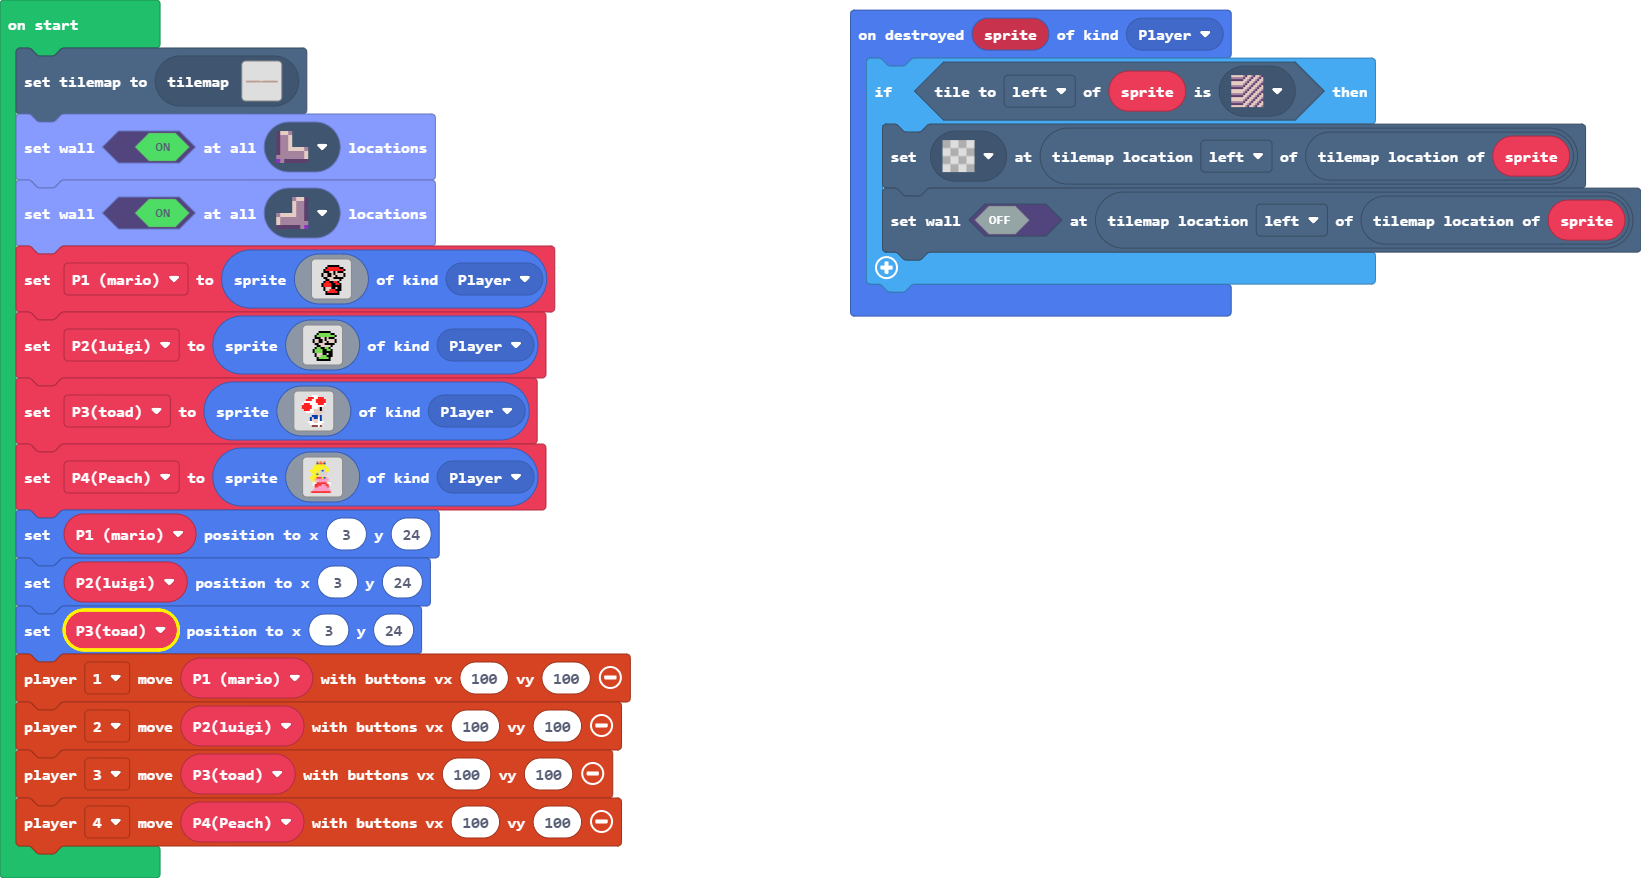 on start
set tilemap to tilemap
set wall ON at all locations
set wall ON at all locations
set P1 (mario) to sprite of kind Player
set P2(luigi) to sprite of kind Player
set P3(toad) to sprite of kind Player
set P4(Peach) to sprite of kind Player
set P1 (mario) position to x 3 y 24
set P2(luigi) position to x 3 y 24
set P3(toad) position to x 3 y 24
player 1 move P1 (mario) with buttons vx 100 vy 100
player 2 move P2(luigi) with buttons vx 100 vy 100
player 3 move P3(toad) with buttons vx 100 vy 100
player 4 move P4(Peach) with buttons vx 100 vy 100
on destroyed sprite of kind Player
if tile to left of sprite is then
set at tilemap location left of tilemap location of sprite
set wall OFF at tilemap location left of tilemap location of sprite